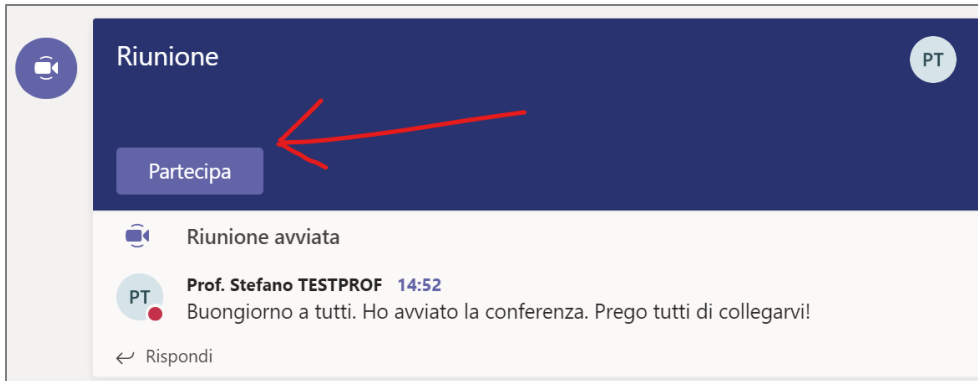 Riunione
PT
Partecipa
Riunione avviata
PT
Prof. Stefano TESTPROF 14:52
Buongiorno a tutti. Ho avviato la conferenza. Prego tutti di collegarvi!
Rispondi